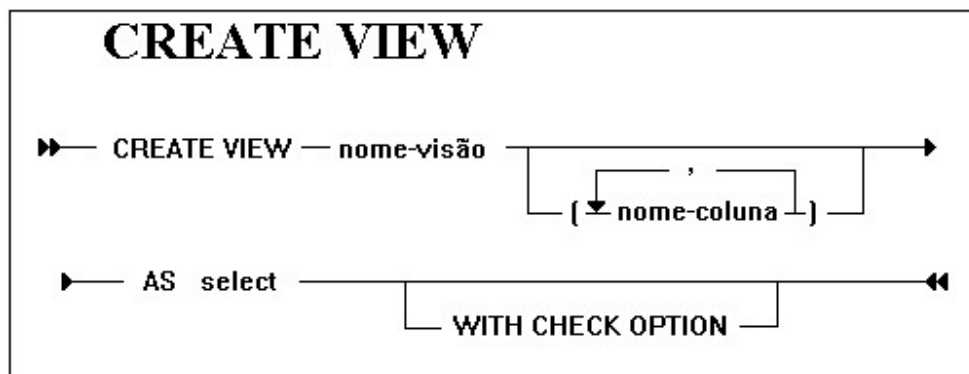 CREATE VIEW
CREATE VIEW nome-visão
,
( nome-coluna )
AS select
WITH CHECK OPTION